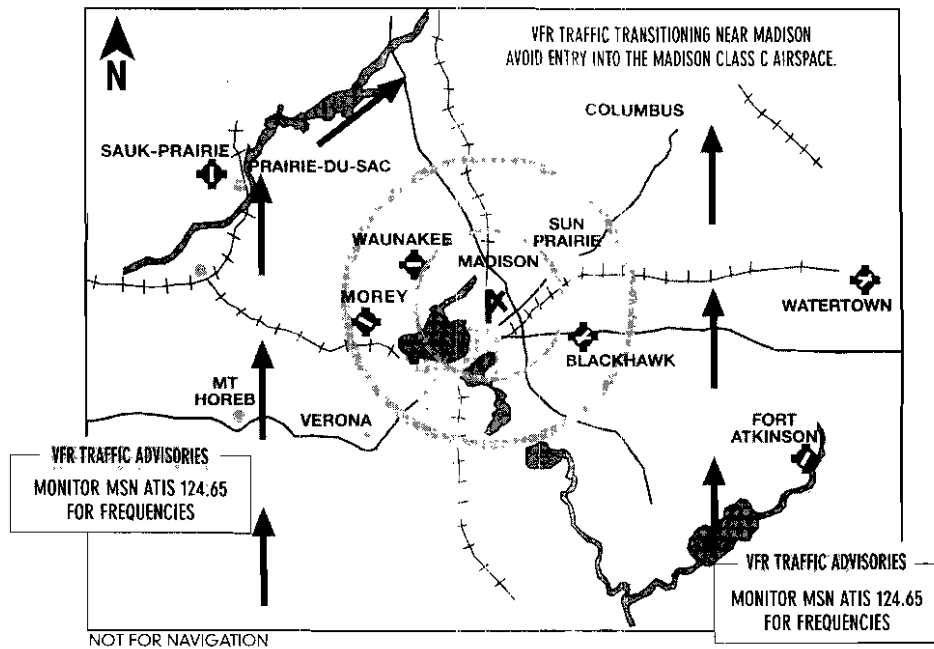 VFR TRAFFIC TRANSITIONING NEAR MADISON
AVOID ENTRY INTO THE MADISON CLASS C AIRSPACE.
N
COLUMBUS
SAUK-PRAIRIE
PRAIRIE-DU-SAC
SUN
PRAIRIE
WAUNAKEE
MADISON
MOREY
WATERTOWN
BLACKHAWK
MT
HOREB
VERONA
FORT
ATKINSON
VFR TRAFFIC ADVISORIES
MONITOR MSN ATIS 124.65
FOR FREQUENCIES
VFR TRAFFIC ADVISORIES
MONITOR MSN ATIS 124.65
FOR FREQUENCIES
NOT FOR NAVIGATION